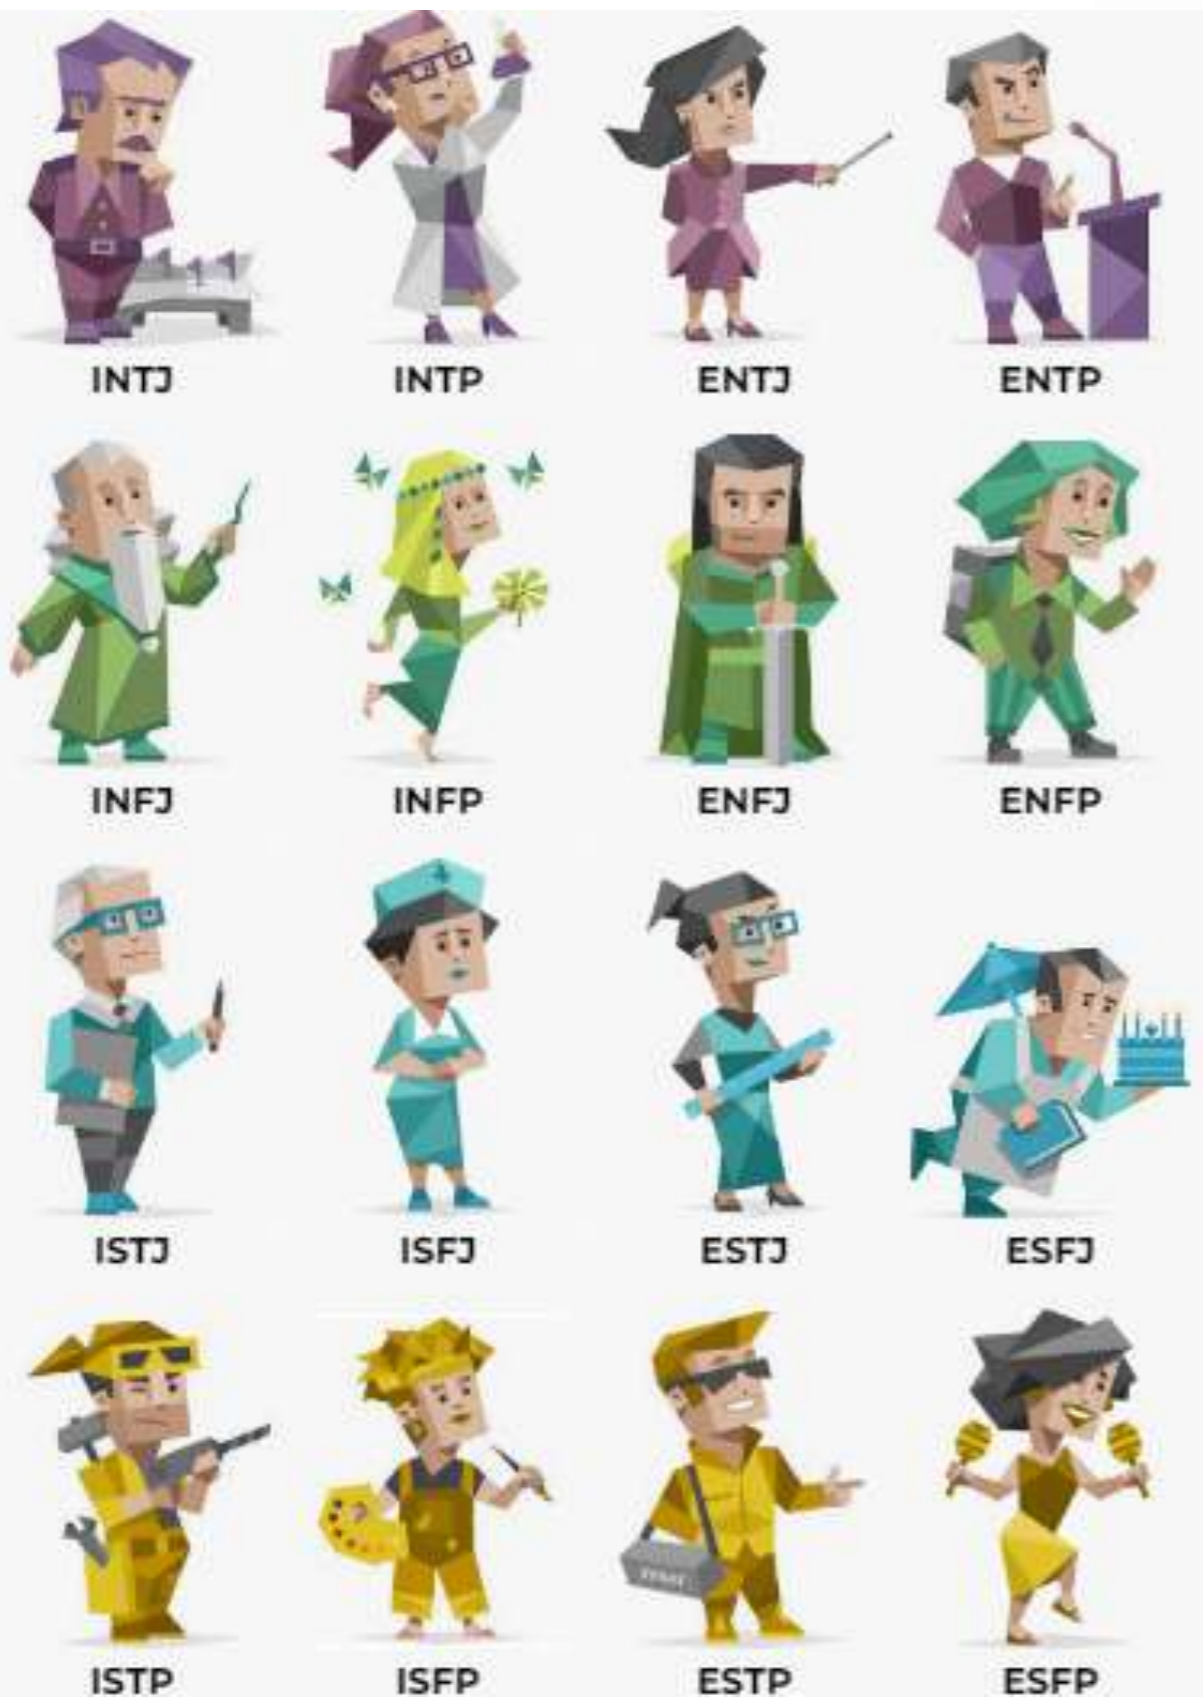 INTJ INTP ENTJ ENTP
INFJ INFP ENFJ ENFP
ISTJ ISFJ ESTJ ESFJ
ISTP ISFP ESTP ESFP